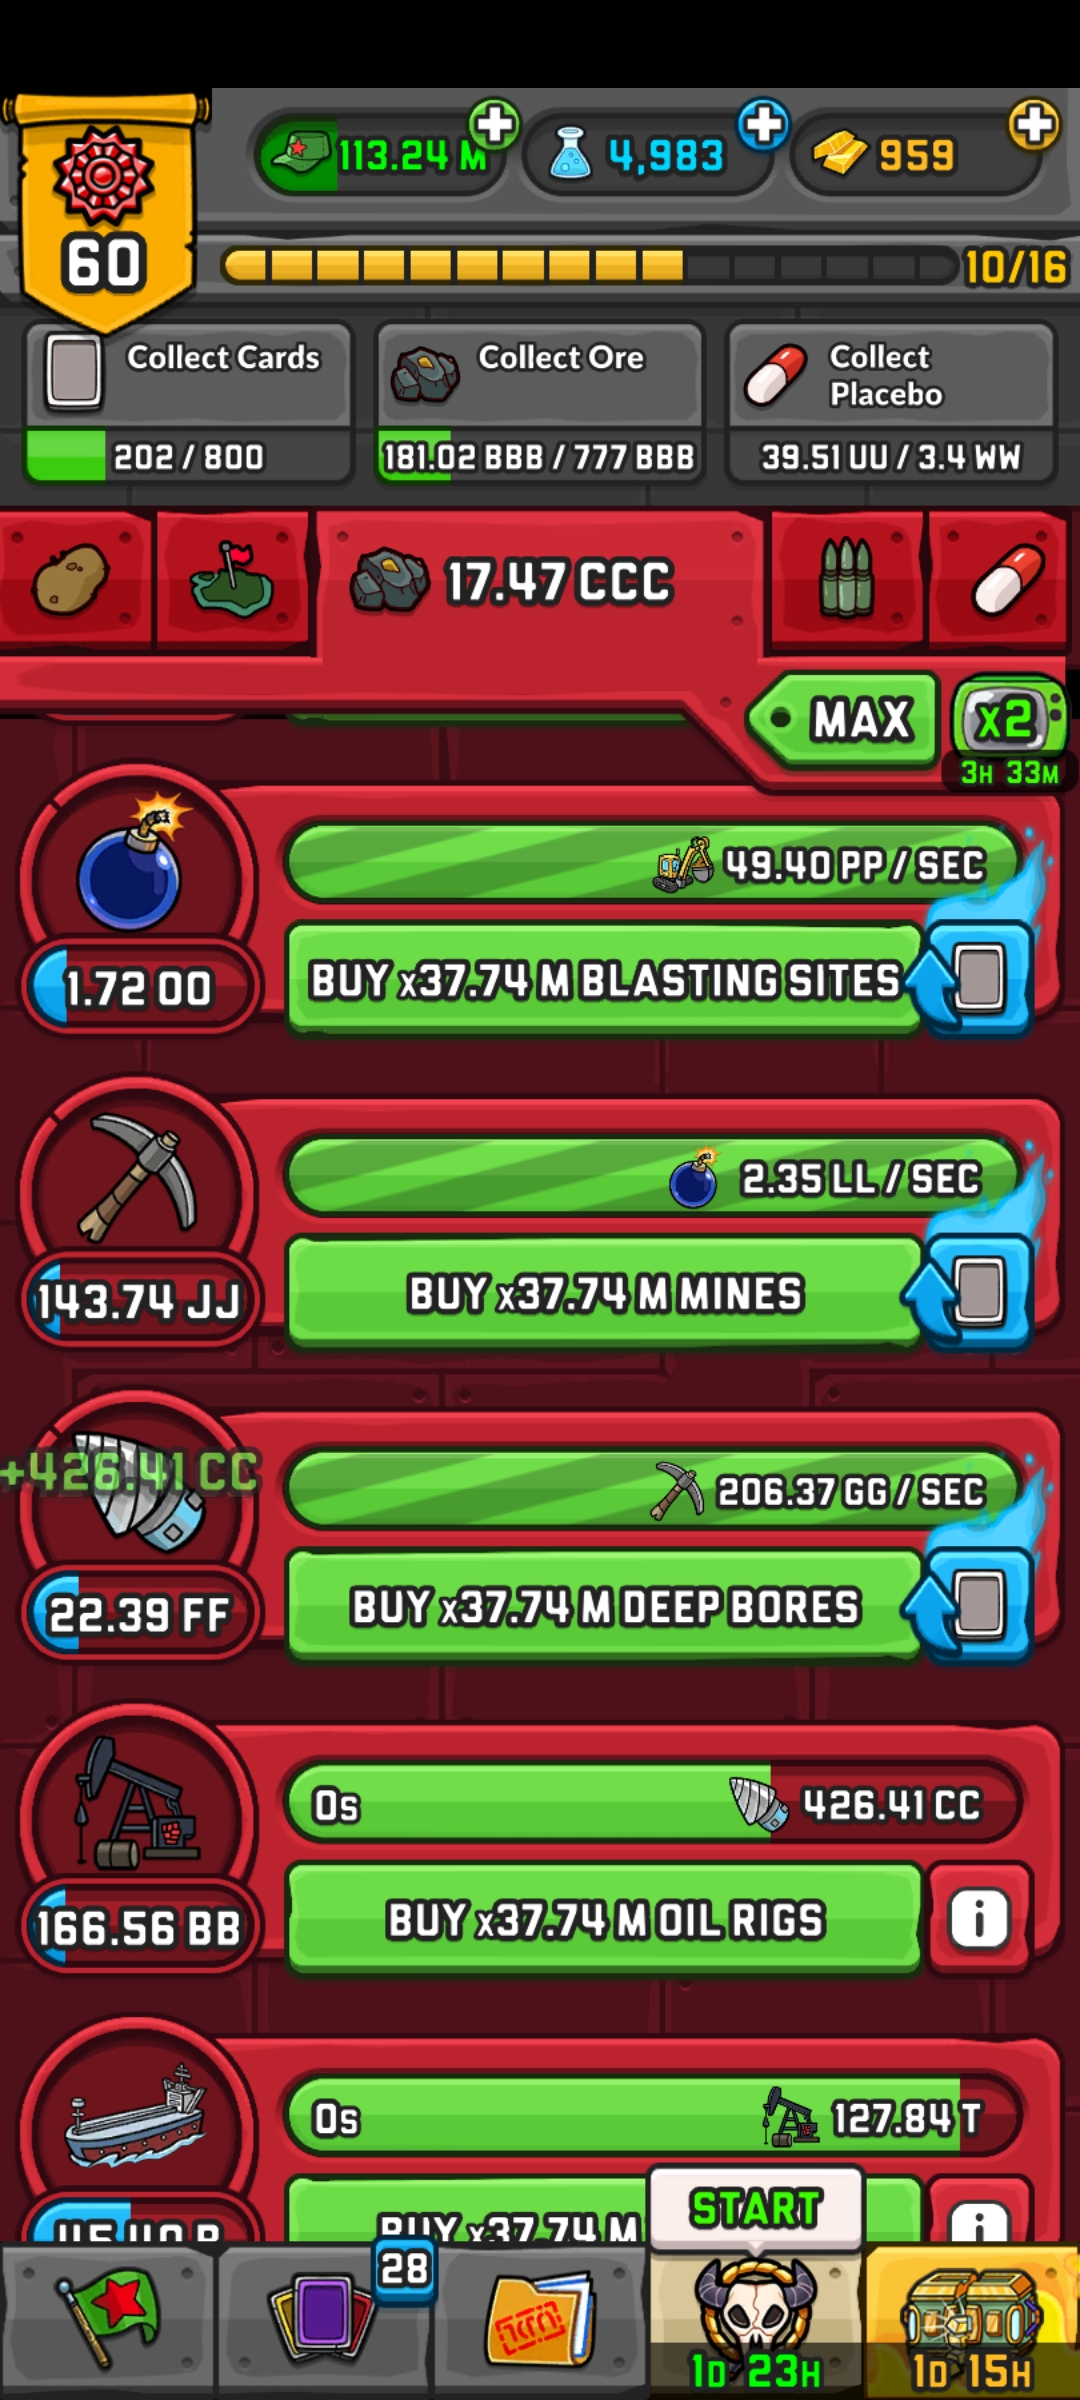 60
113.24 M
4,983
959
10/16
Collect Cards
202 / 800
Collect Ore
181.02 BBB / 777 BBB
Collect
Placebo
39.51 UU / 3.4 WW
17.47 CCC
MAX
x2
3H 33M
49.40 PP / SEC
1.72 OO
BUY x37.74 M BLASTING SITES
2.35 LL / SEC
143.74 JJ
BUY x37.74 M MINES
+426.41 CC
206.37 GG / SEC
22.39 FF
BUY x37.74 M DEEP BORES
0s
426.41 CC
166.56 BB
BUY x37.74 M OIL RIGS
i
0s
127.84 T
BUY x37.74 M
START
28
1D 23H
1D 15H